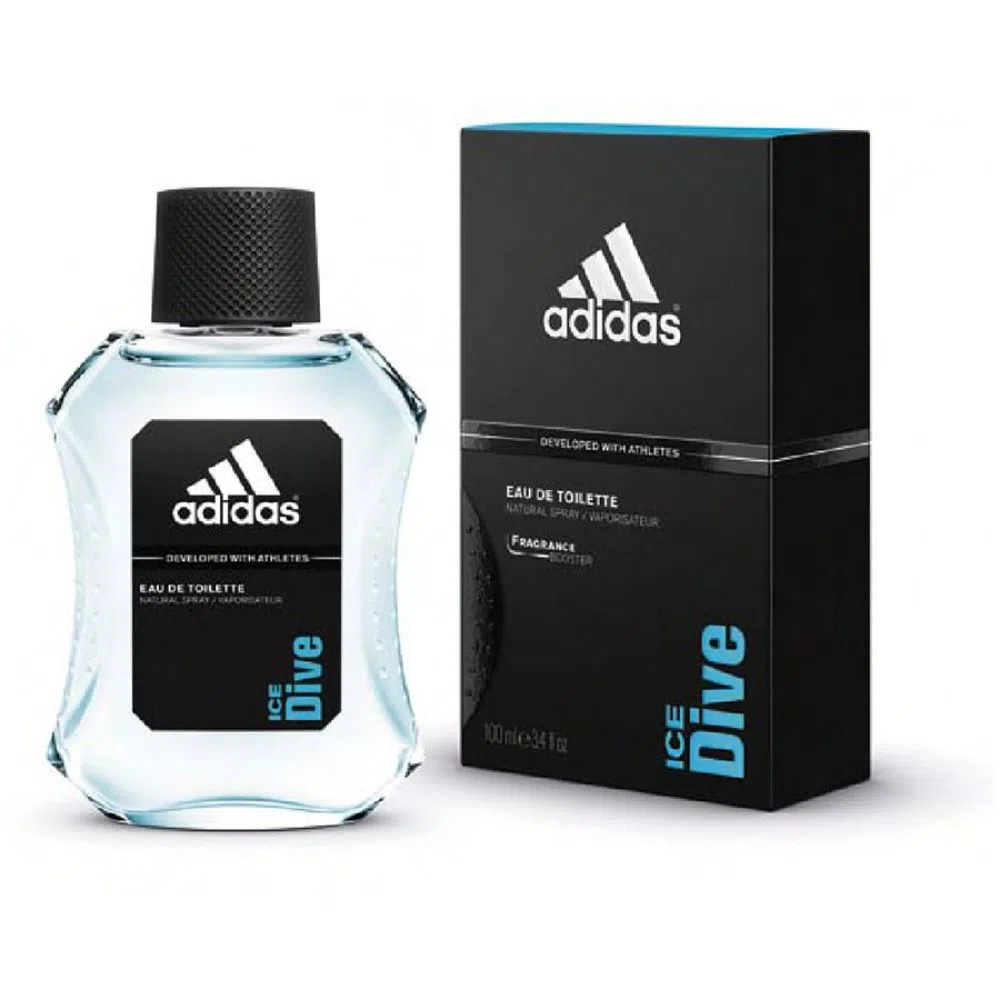 adidas
DEVELOPED WITH ATHLETES
EAU DE TOILETTE
NATURAL SPRAY / VAPORISATEUR
ICE
Dive
adidas
DEVELOPED WITH ATHLETES
EAU DE TOILETTE
NATURAL SPRAY / VAPORISATEUR
FRAGRANCE
BOOSTER
100 ml e 3.4 fl oz
ICE
Dive